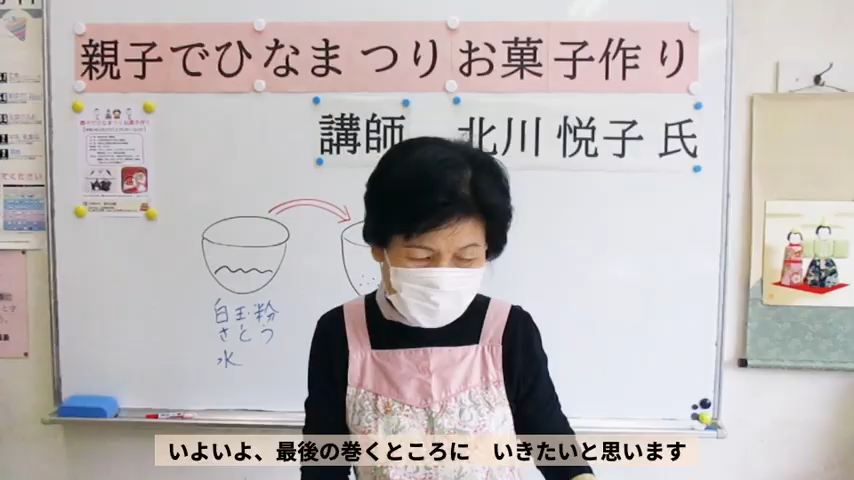 親子でひなまつりお菓子作り
講師 北川悦子氏
白玉粉
さとう
水
いよいよ、最後の巻くところに　いきたいと思います